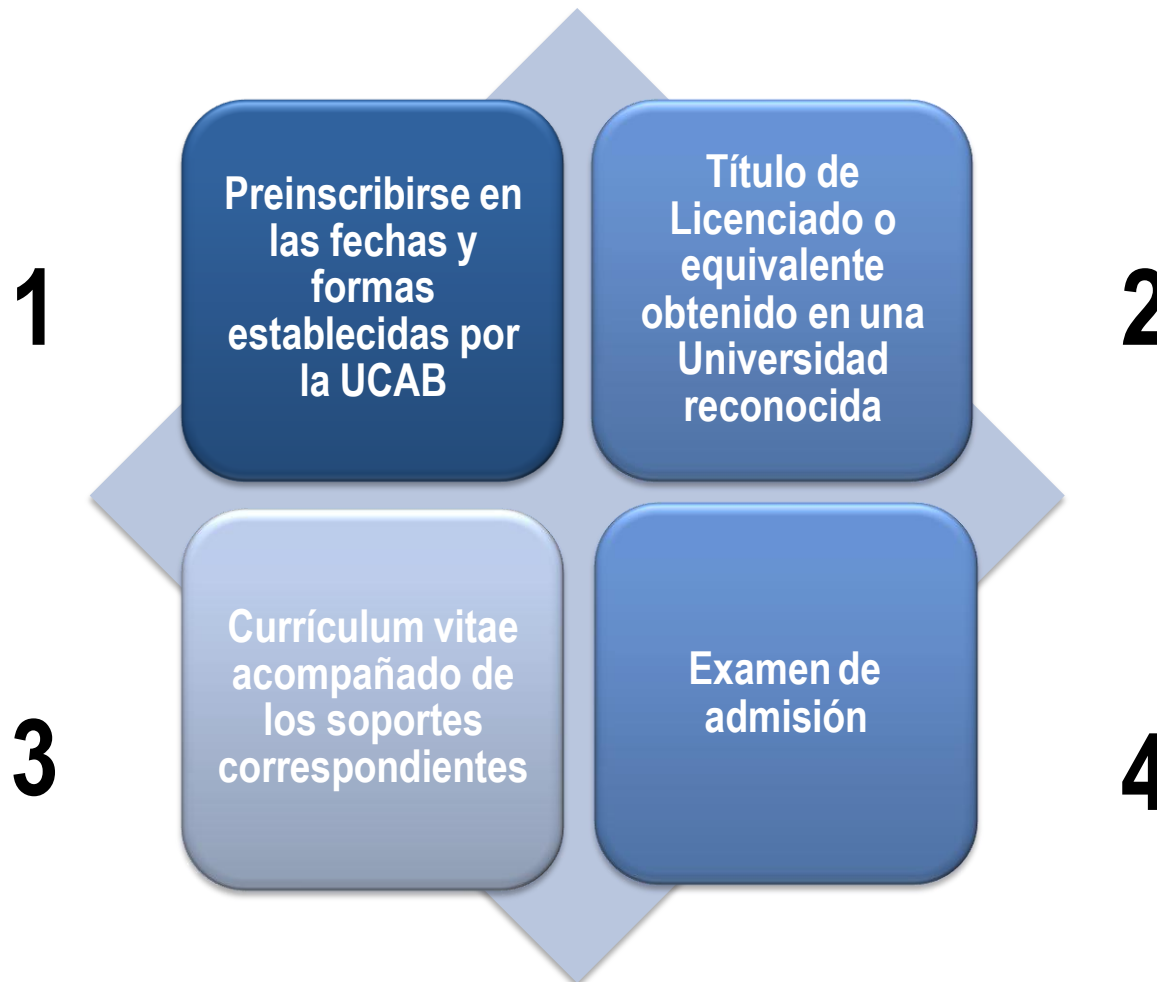 1
Preinscribirse en
las fechas y
formas
establecidas por
la UCAB
Título de
Licenciado o
equivalente
obtenido en una
Universidad
reconocida
2
3
Currículum vitae
acompañado de
los soportes
correspondientes
Examen de
admisión
4